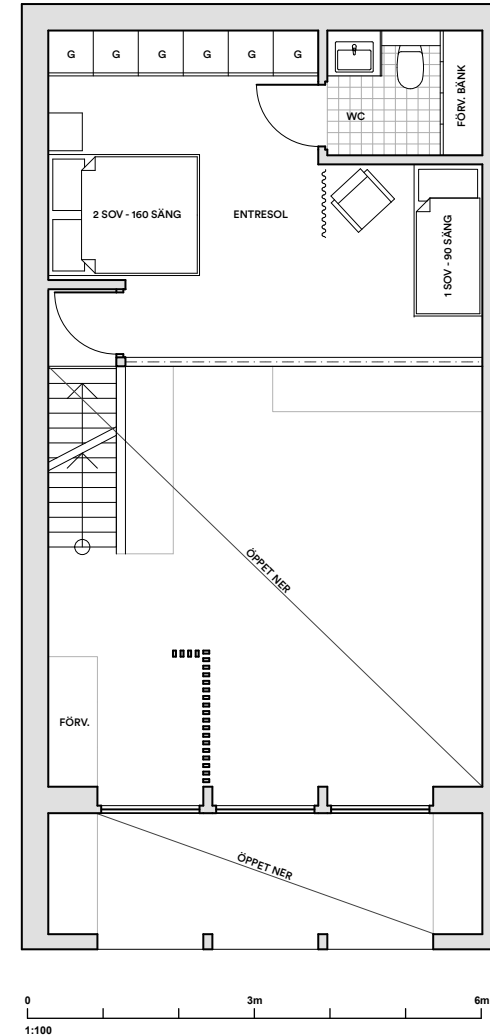 G G G G G G
WC
FÖRV. BÄNK
2 SOV - 160 SÄNG
ENTRESOL
1 SOV - 90 SÄNG
ÖPPET NER
FÖRV.
ÖPPET NER
0 3m 6m
1:100